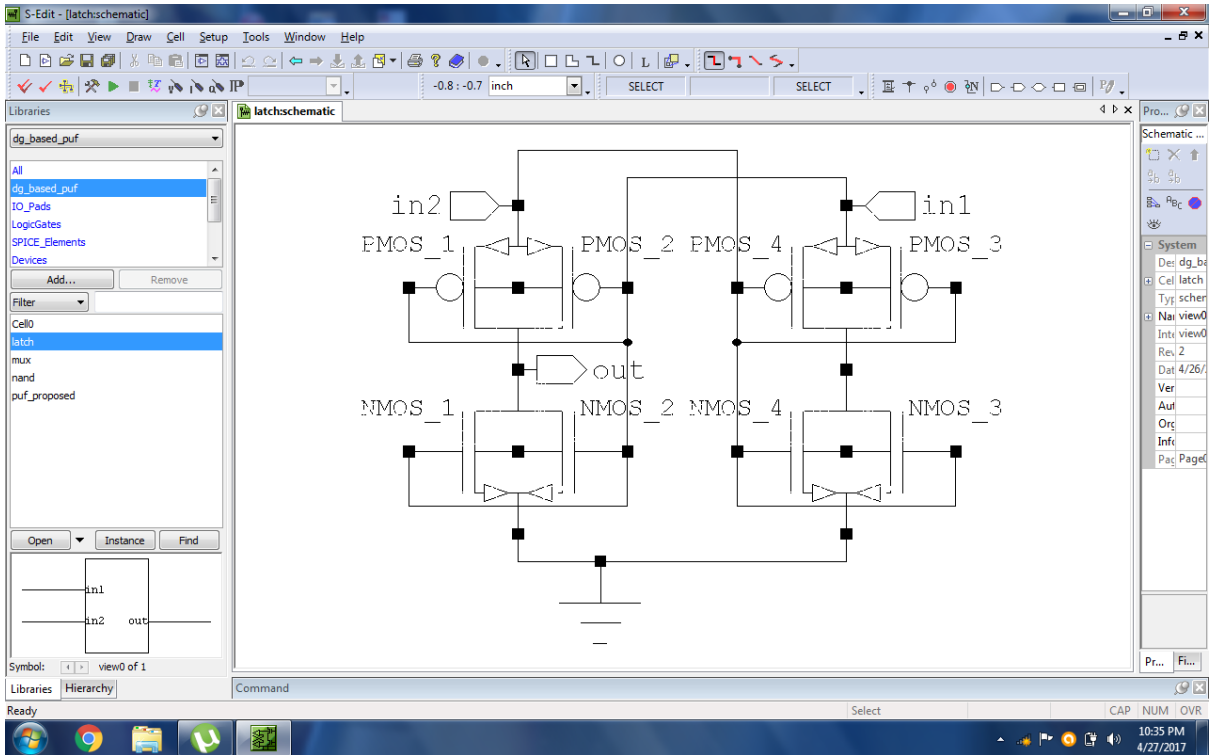 S-Edit - [latch:schematic]
File Edit View Draw Cell Setup Tools Window Help
-0.8 : -0.7 inch SELECT SELECT
Libraries
dg_based_puf
All
dg_based_puf
IO_Pads
LogicGates
SPICE_Elements
Devices
Add... Remove
Filter
Cell0
latch
mux
nand
puf_proposed
Open Instance Find
in1
in2 out
Symbol: view0 of 1
Libraries Hierarchy
latch:schematic
in2 in1
PMOS_1 PMOS_2 PMOS_4 PMOS_3
out
NMOS_1 NMOS_2 NMOS_4 NMOS_3
Command
Pro...
Schematic ...
System
De: dg_ba
Cel latch
Typ schem
Nai view0
Inte view0
Rev 2
Dat 4/26/
Ver
Aut
Org
Info
Pag Page0
Pr... Fi...
Ready Select CAP NUM OVR
10:35 PM
4/27/2017